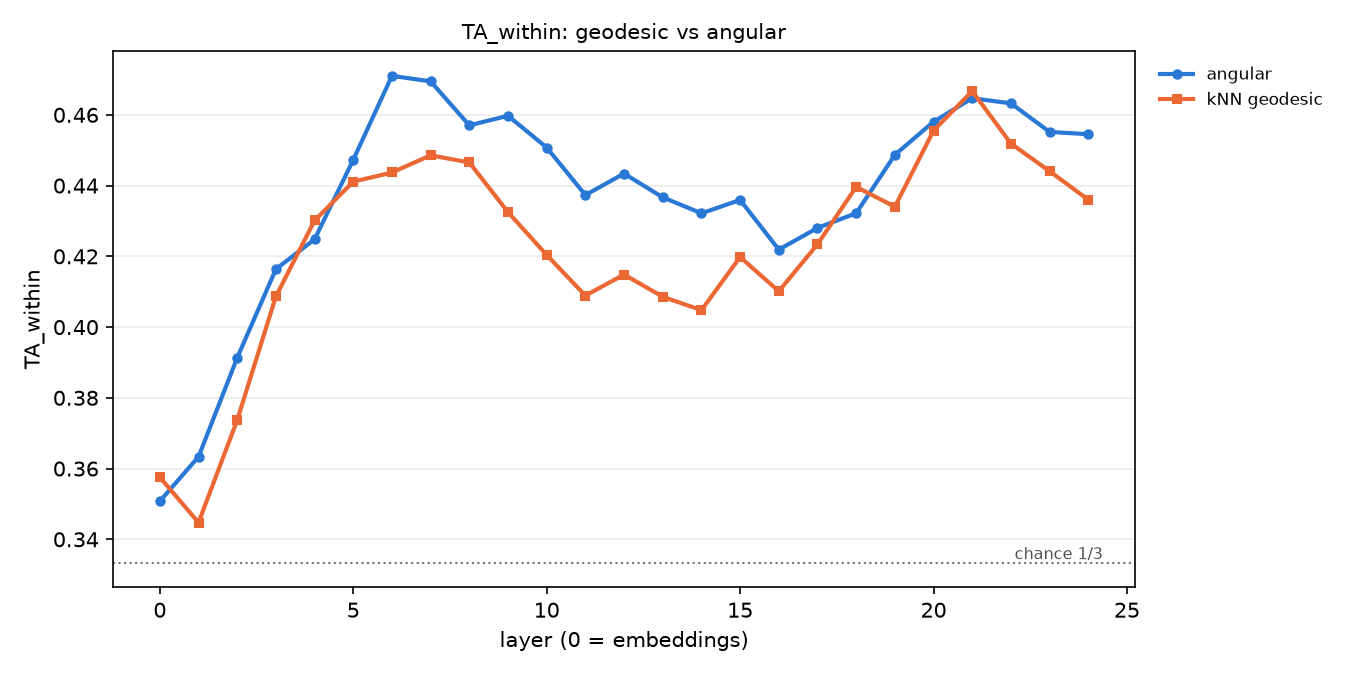 TA_within: geodesic vs angular
angular
kNN geodesic
TA_within
0.46
0.44
0.42
0.40
0.38
0.36
0.34
chance 1/3
0 5 10 15 20 25
layer (0 = embeddings)